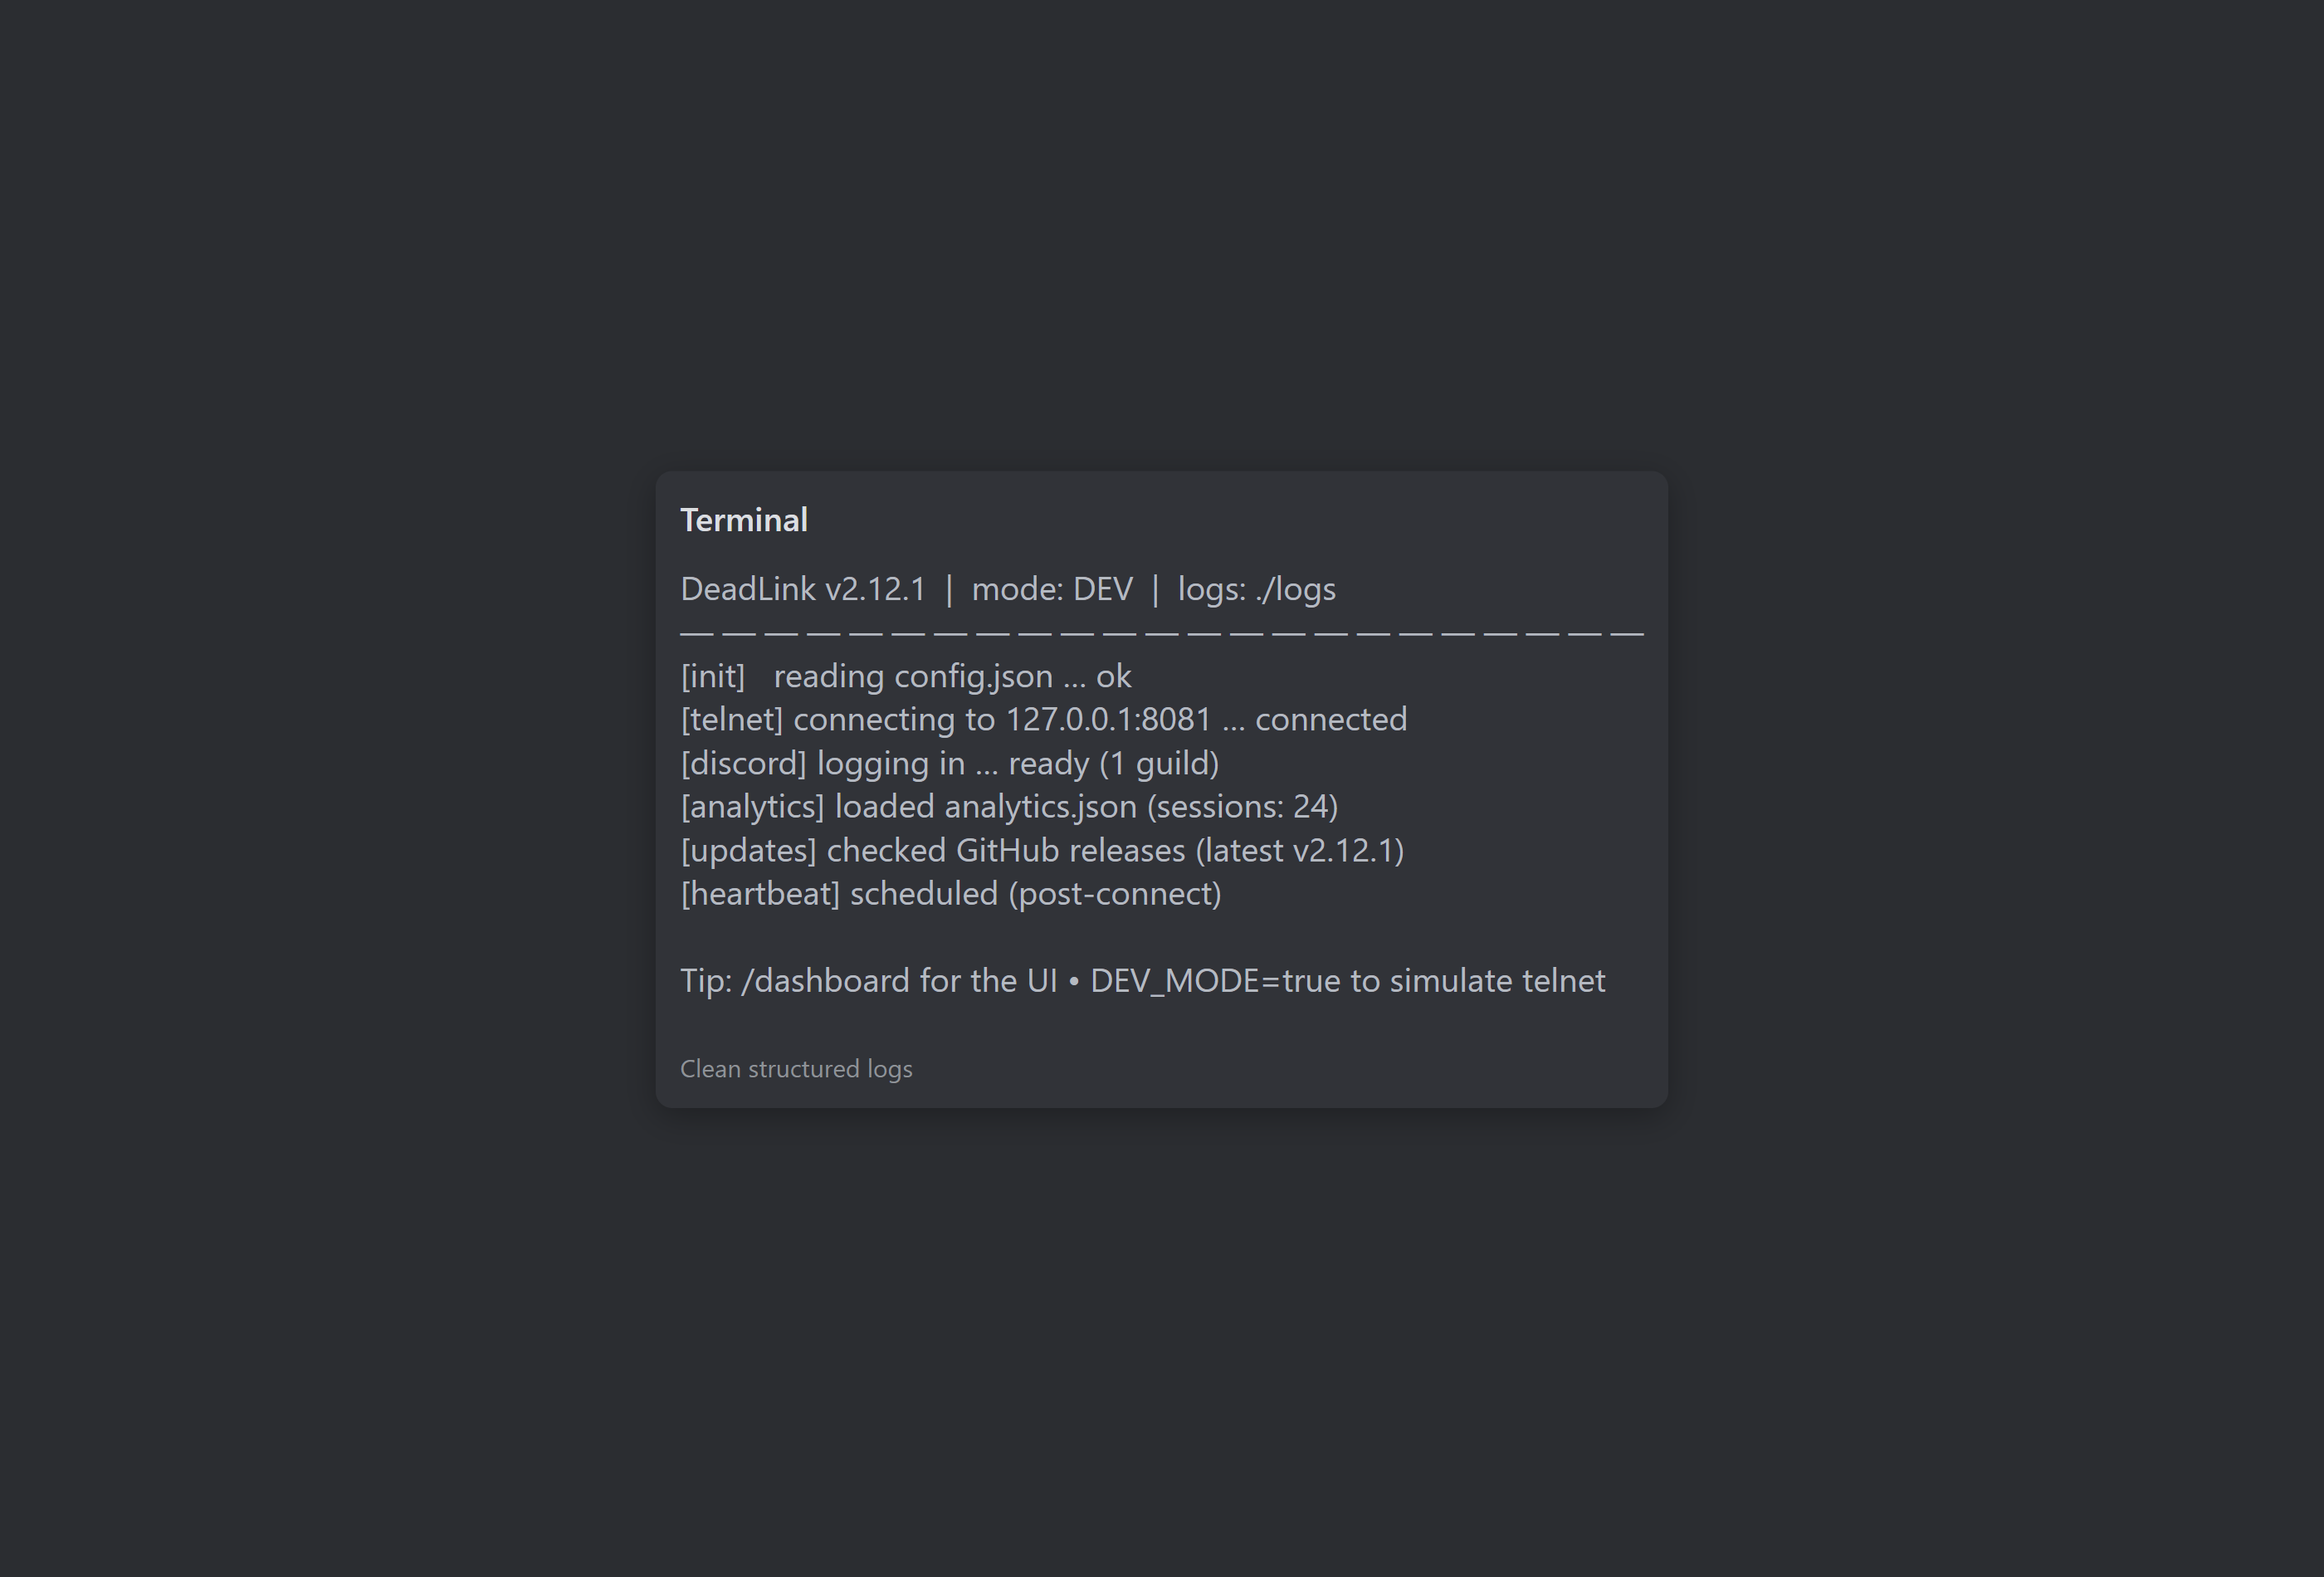 Terminal
DeadLink v2.12.1 | mode: DEV | logs: ./logs
— — — — — — — — — — — — — — — — — — — — — — —
[init]   reading config.json … ok
[telnet] connecting to 127.0.0.1:8081 … connected
[discord] logging in … ready (1 guild)
[analytics] loaded analytics.json (sessions: 24)
[updates] checked GitHub releases (latest v2.12.1)
[heartbeat] scheduled (post-connect)
Tip: /dashboard for the UI • DEV_MODE=true to simulate telnet
Clean structured logs